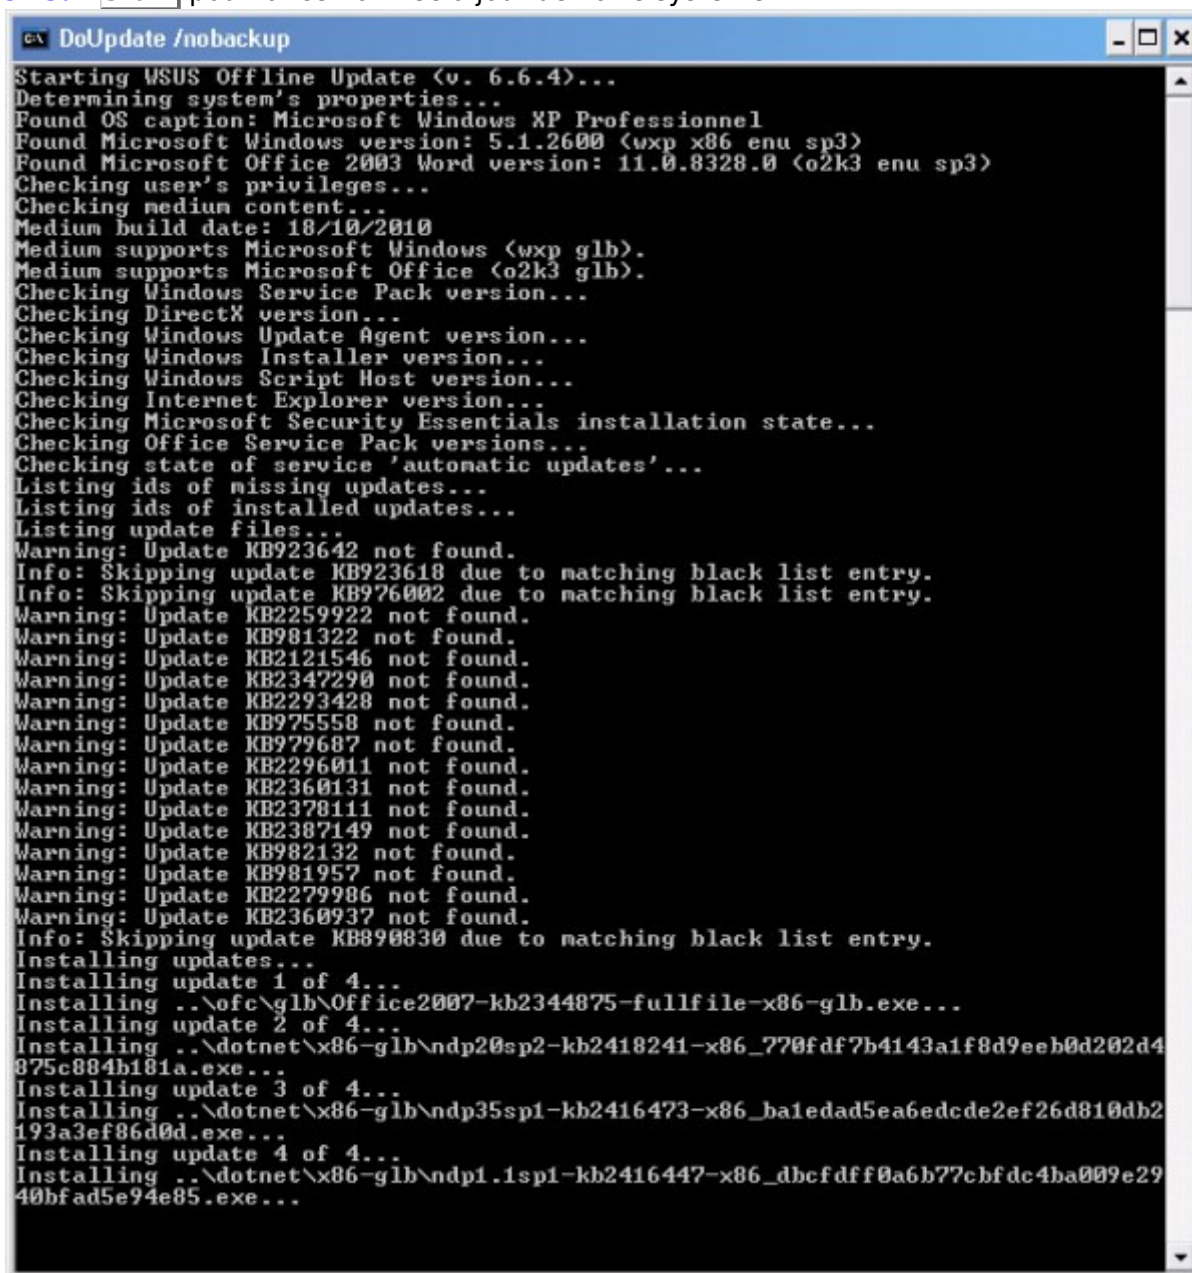 DoUpdate /nobackup
Starting WSUS Offline Update (v. 6.6.4)...
Determining system's properties...
Found OS caption: Microsoft Windows XP Professionnel
Found Microsoft Windows version: 5.1.2600 (wxp x86 enu sp3)
Found Microsoft Office 2003 Word version: 11.0.8328.0 (o2k3 enu sp3)
Checking user's privileges...
Checking medium content...
Medium build date: 18/10/2010
Medium supports Microsoft Windows (wxp glb).
Medium supports Microsoft Office (o2k3 glb).
Checking Windows Service Pack version...
Checking DirectX version...
Checking Windows Update Agent version...
Checking Windows Installer version...
Checking Windows Script Host version...
Checking Internet Explorer version...
Checking Microsoft Security Essentials installation state...
Checking Office Service Pack versions...
Checking state of service 'automatic updates'...
Listing ids of missing updates...
Listing ids of installed updates...
Listing update files...
Warning: Update KB923642 not found.
Info: Skipping update KB923618 due to matching black list entry.
Info: Skipping update KB976002 due to matching black list entry.
Warning: Update KB2259922 not found.
Warning: Update KB981322 not found.
Warning: Update KB2121546 not found.
Warning: Update KB2347290 not found.
Warning: Update KB2293428 not found.
Warning: Update KB975558 not found.
Warning: Update KB979687 not found.
Warning: Update KB2296011 not found.
Warning: Update KB2360131 not found.
Warning: Update KB2378111 not found.
Warning: Update KB2387149 not found.
Warning: Update KB982132 not found.
Warning: Update KB981957 not found.
Warning: Update KB2279986 not found.
Warning: Update KB2360937 not found.
Info: Skipping update KB890830 due to matching black list entry.
Installing updates...
Installing update 1 of 4...
Installing ..\ofc\glb\Office2007-kb2344875-fullfile-x86-glb.exe...
Installing update 2 of 4...
Installing ..\dotnet\x86-glb\ndp20sp2-kb2418241-x86_770fdf7b4143a1f8d9eeb0d202d4
875c884b181a.exe...
Installing update 3 of 4...
Installing ..\dotnet\x86-glb\ndp35sp1-kb2416473-x86_ba1edad5ea6edcde2ef26d810db2
193a3ef86d0d.exe...
Installing update 4 of 4...
Installing ..\dotnet\x86-glb\ndp1.1sp1-kb2416447-x86_dbcfdff0a6b77cbfdc4ba009e29
40bfad5e94e85.exe...